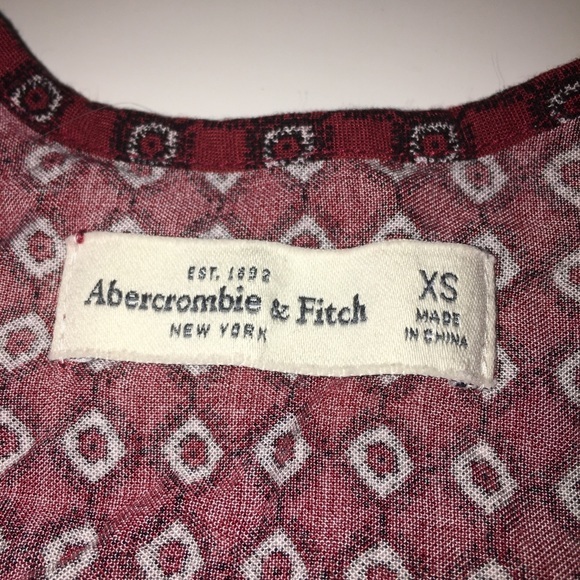 EST. 1892
Abercrombie & Fitch
NEW YORK
XS
MADE
IN CHINA